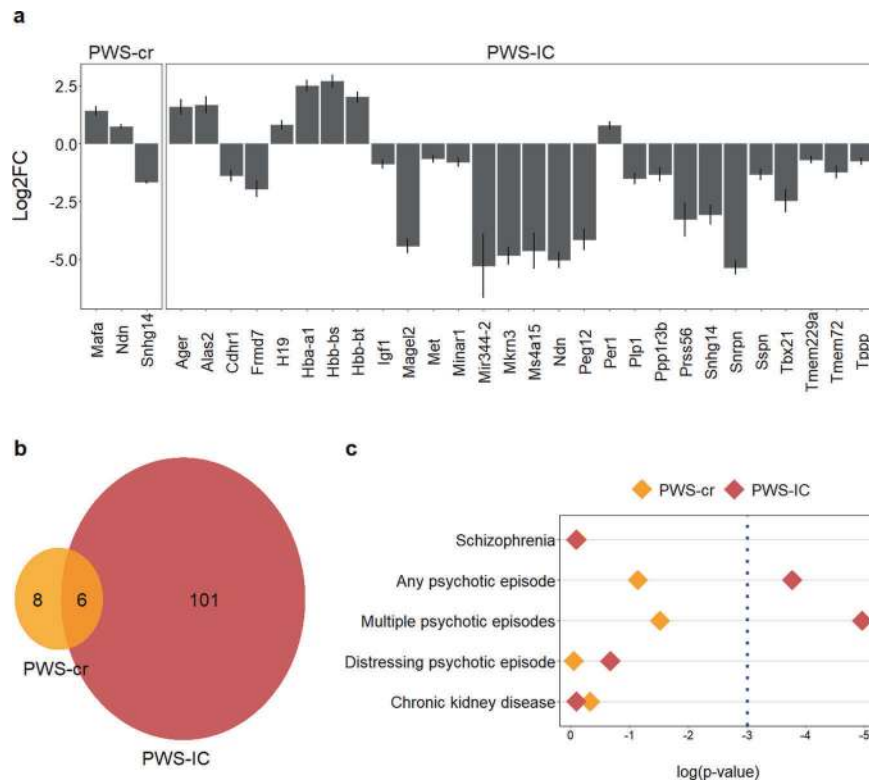 a
PWS-cr PWS-IC
2.5
0.0
-2.5
-5.0
Log2FC
Mafa
Ndn
Snhg14
Ager
Alas2
Cdhr1
Frmd7
H19
Hba-a1
Hbb-bs
Hbb-bt
Igf1
Magel2
Met
Minar1
Mir344-2
Mkrn3
Ms4a15
Ndn
Peg12
Per1
Plp1
Ppp1r3b
Prss56
Snhg14
Snrpn
Sspn
Tbx21
Tmem229a
Tmem72
Tppp
b
8 6 101
PWS-cr
PWS-IC
c
PWS-cr PWS-IC
Schizophrenia
Any psychotic episode
Multiple psychotic episodes
Distressing psychotic episode
Chronic kidney disease
0 -1 -2 -3 -4 -5
log(p-value)